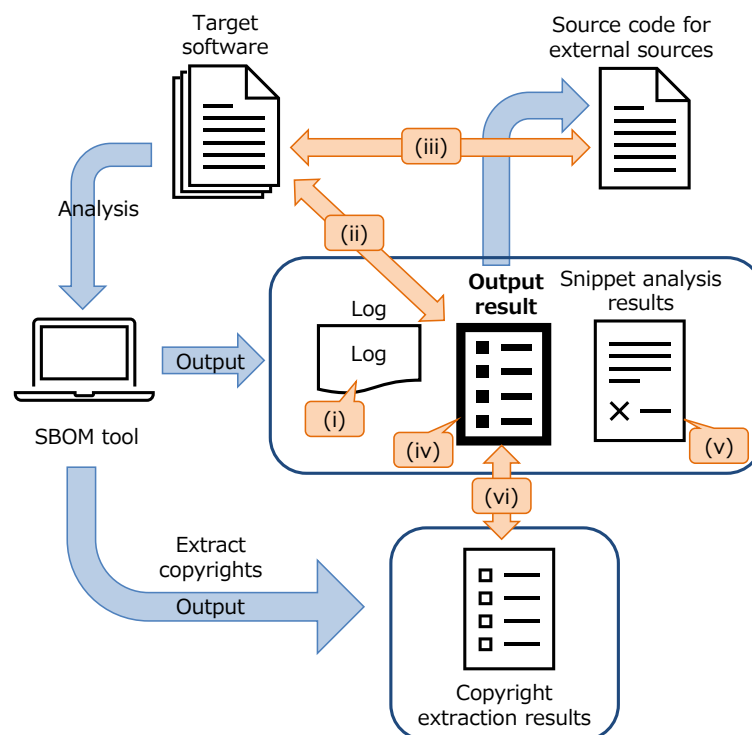 Target
software
Source code for
external sources
(iii)
Analysis
(ii)
Output
result
Snippet analysis
results
Log
Log
Output
(i)
(iv)
(v)
SBOM tool
(vi)
Extract
copyrights
Output
Copyright
extraction results